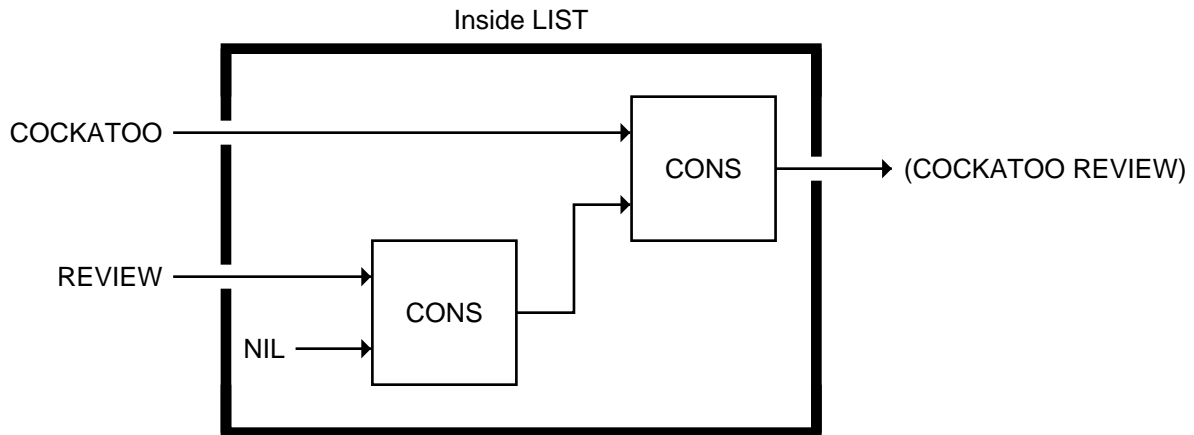 Inside LIST
COCKATOO
CONS
(COCKATOO REVIEW)
REVIEW
CONS
NIL